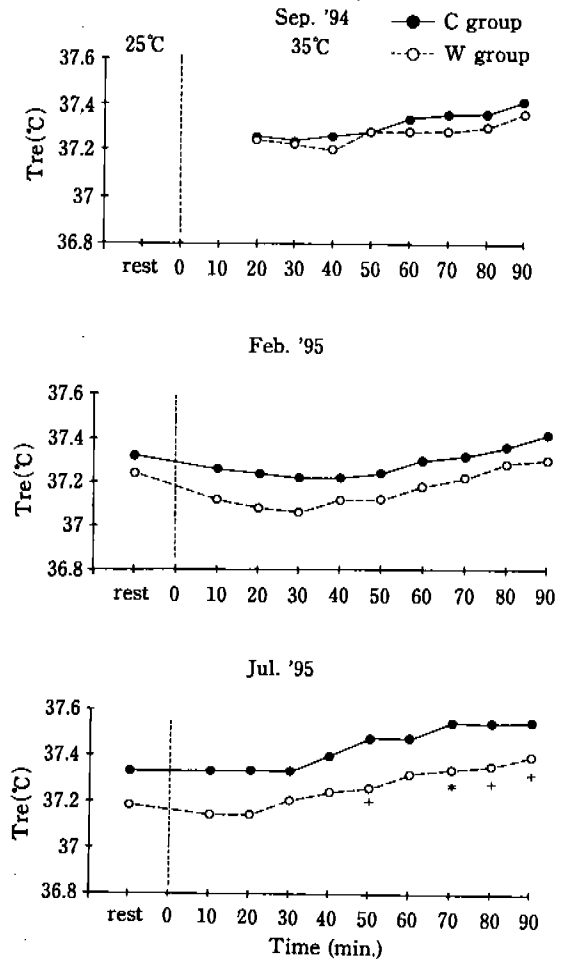 Sep. '94
C group
25℃
35℃
W group
37.6
37.4
37.2
37
36.8
Tre(℃)
rest 0 10 20 30 40 50 60 70 80 90
Feb. '95
37.6
37.4
37.2
37
36.8
Tre(℃)
rest 0 10 20 30 40 50 60 70 80 90
Jul. '95
37.6
37.4
37.2
37
36.8
Tre(℃)
+ * + +
rest 0 10 20 30 40 50 60 70 80 90
Time (min.)